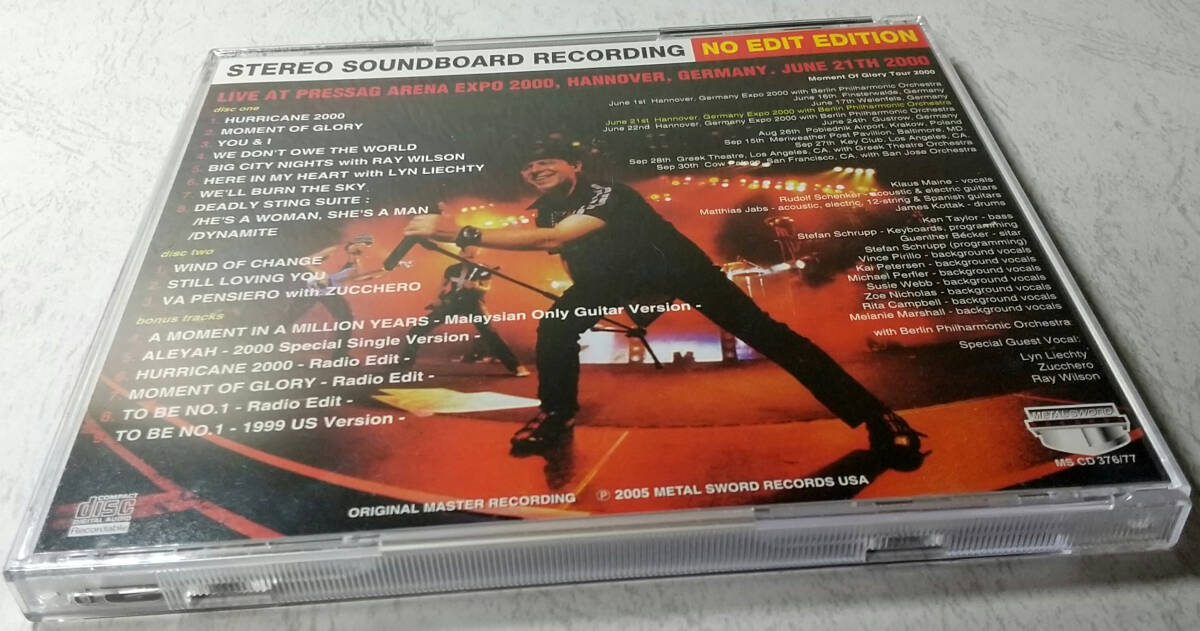 STEREO SOUNDBOARD RECORDING NO EDIT EDITION
LIVE AT PRESSAG ARENA EXPO 2000, HANNOVER, GERMANY. JUNE 21TH 2000
disc one
1. HURRICANE 2000
2. MOMENT OF GLORY
3. YOU & I
4. WE DON'T OWE THE WORLD
5. BIG CITY NIGHTS with RAY WILSON
6. HERE IN MY HEART with LYN LIECHTY
7. WE'LL BURN THE SKY
8. DEADLY STING SUITE :
/HE'S A WOMAN, SHE'S A MAN
/DYNAMITE
disc two
1. WIND OF CHANGE
STILL LOVING YOU
VA PENSIERO with ZUCCHERO
bonus tracks
A MOMENT IN A MILLION YEARS - Malaysian Only Guitar Version -
ALEYAH - 2000 Special Single Version -
HURRICANE 2000 - Radio Edit -
7. MOMENT OF GLORY - Radio Edit -
8. TO BE NO.1 - Radio Edit -
9. TO BE NO.1 - 1999 US Version -
Moment Of Glory Tour 2000
June 1st Hannover, Germany Expo 2000 with Berlin Philharmonic Orchestra
June 16th Finsterwalde, Germany
June 17th Weienfels, Germany
June 21st Hannover, Germany Expo 2000 with Berlin Philharmonic Orchestra
June 22nd Hannover, Germany Expo 2000 with Berlin Philharmonic Orchestra
June 24th Gustrow, Germany
Aug 26th Pobiednik Airport, Krakow, Poland
Sep 15th Meriweather Post Pavillion, Baltimore, MD.
Sep 27th Key Club, Los Angeles, CA.
Sep 28th Greek Theatre, Los Angeles, CA. with Greek Theatre Orchestra
Sep 30th Cow San Francisco, CA. with San Jose Orchestra
Klaus Maine - vocals
Rudolf Schenker - acoustic & electric guitars
Matthias Jabs - acoustic, electric, 12-string & Spanish guitars
James Kottak - drums
Ken Taylor - bass
Stefan Schrupp - Keyboards, programming
Guenther Becker - sitar
Stefan Schrupp (programming)
Vince Pirillo - background vocals
Kai Petersen - background vocals
Michael Perfler - background vocals
Susie Webb - background vocals
Zoe Nicholas - background vocals
Rita Campbell - background vocals
Melanie Marshall - background vocals
with Berlin Philharmonic Orchestra
Special Guest Vocal:
Lyn Liechty
Zucchero
Ray Wilson
METAL SWORD
MS CD 376/77
COMPACT
disc
DIGITAL AUDIO
Recordable
ORIGINAL MASTER RECORDING ℗ 2005 METAL SWORD RECORDS USA